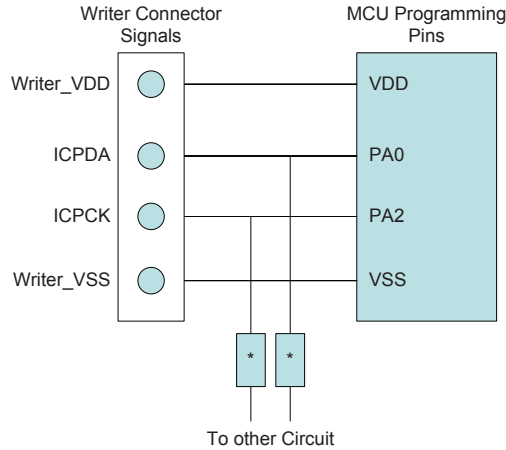 Writer Connector
Signals
MCU Programming
Pins
Writer_VDD
VDD
ICPDA
PA0
ICPCK
PA2
Writer_VSS
VSS
*
*
To other Circuit